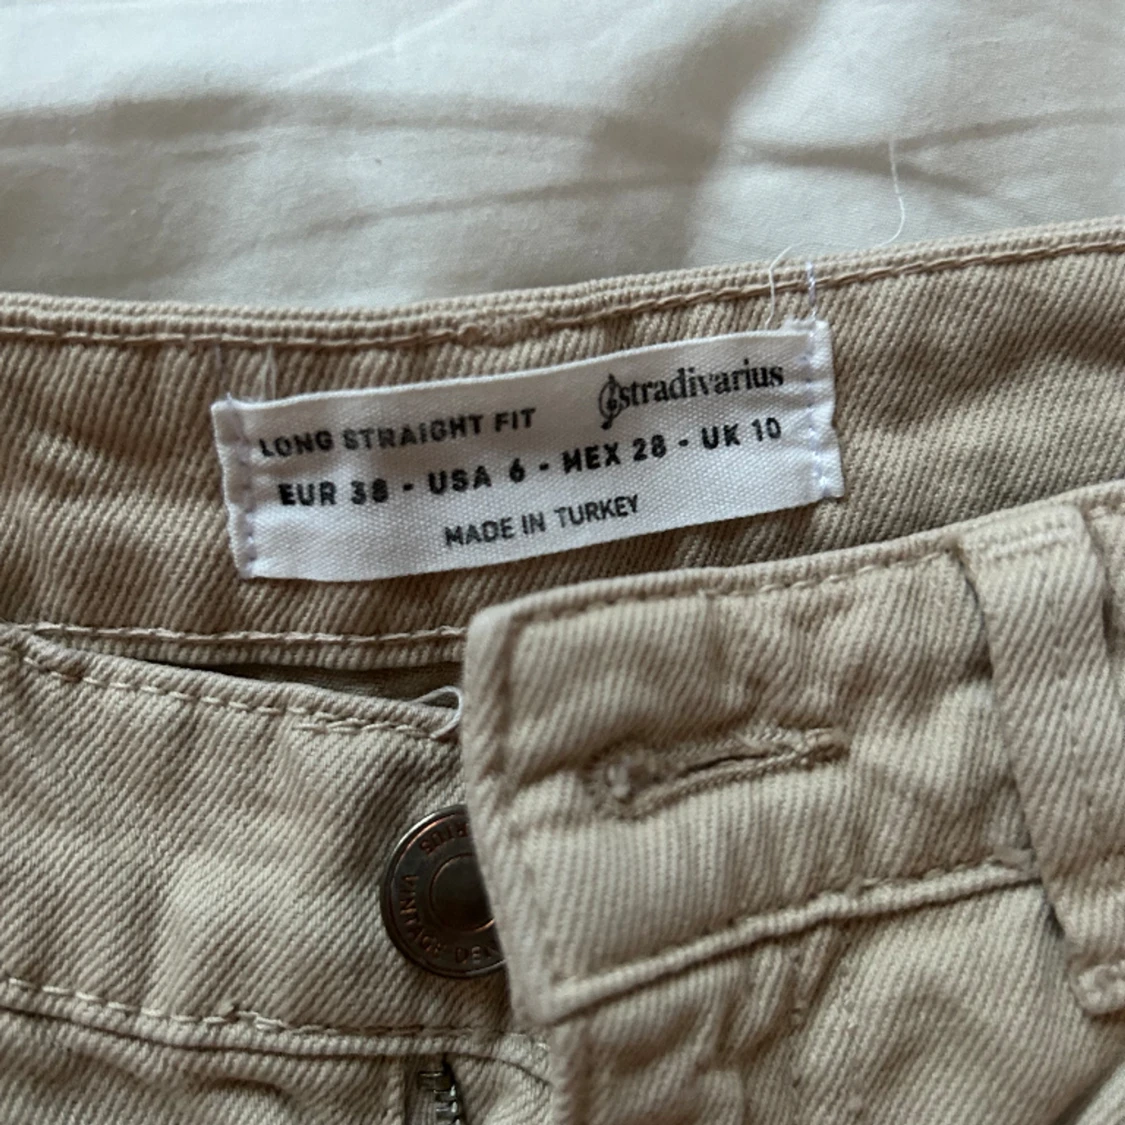 stradivarius
LONG STRAIGHT FIT
EUR 38 - USA 6 - MEX 28 - UK 10
MADE IN TURKEY